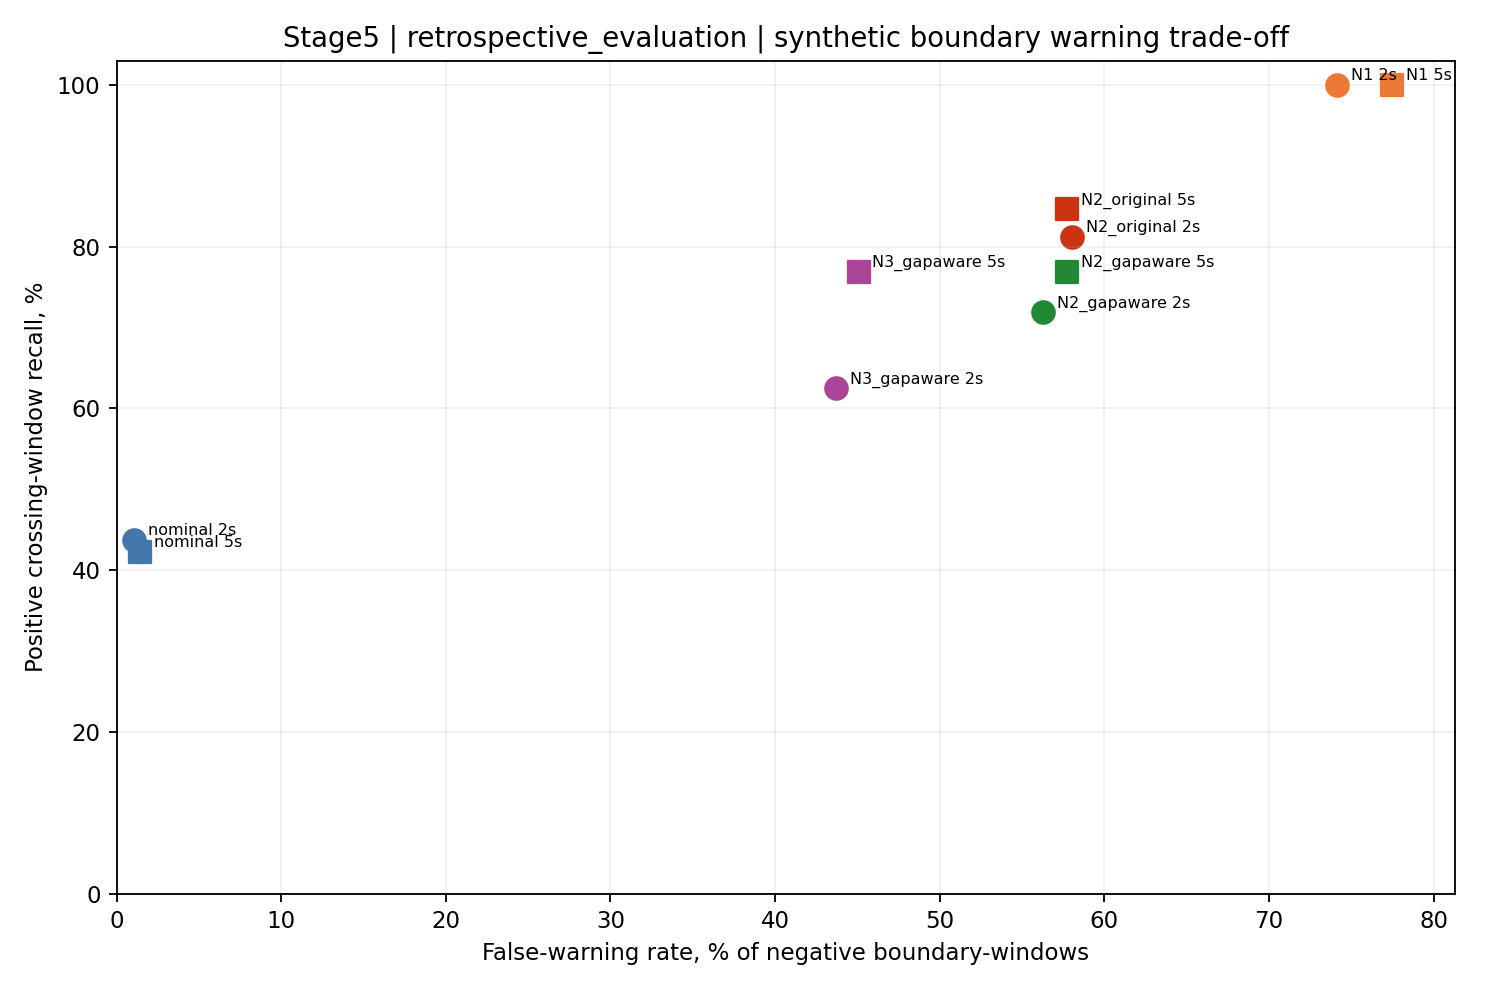 Stage5 | retrospective_evaluation | synthetic boundary warning trade-off
Positive crossing-window recall, %
100
80
60
40
20
0
N1 2s
N1 5s
N2_original 5s
N2_original 2s
N3_gapaware 5s
N2_gapaware 5s
N2_gapaware 2s
N3_gapaware 2s
nominal 2s
nominal 5s
0 10 20 30 40 50 60 70 80
False-warning rate, % of negative boundary-windows